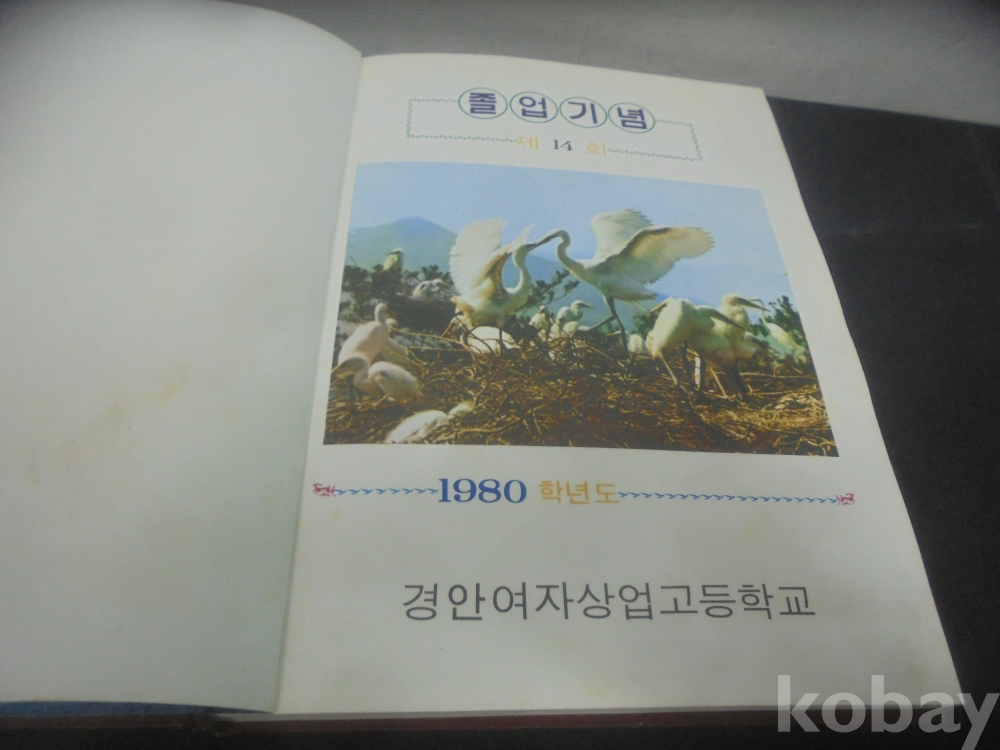 졸업기념
제 14 회
1980 학년도
경안여자상업고등학교
kobay